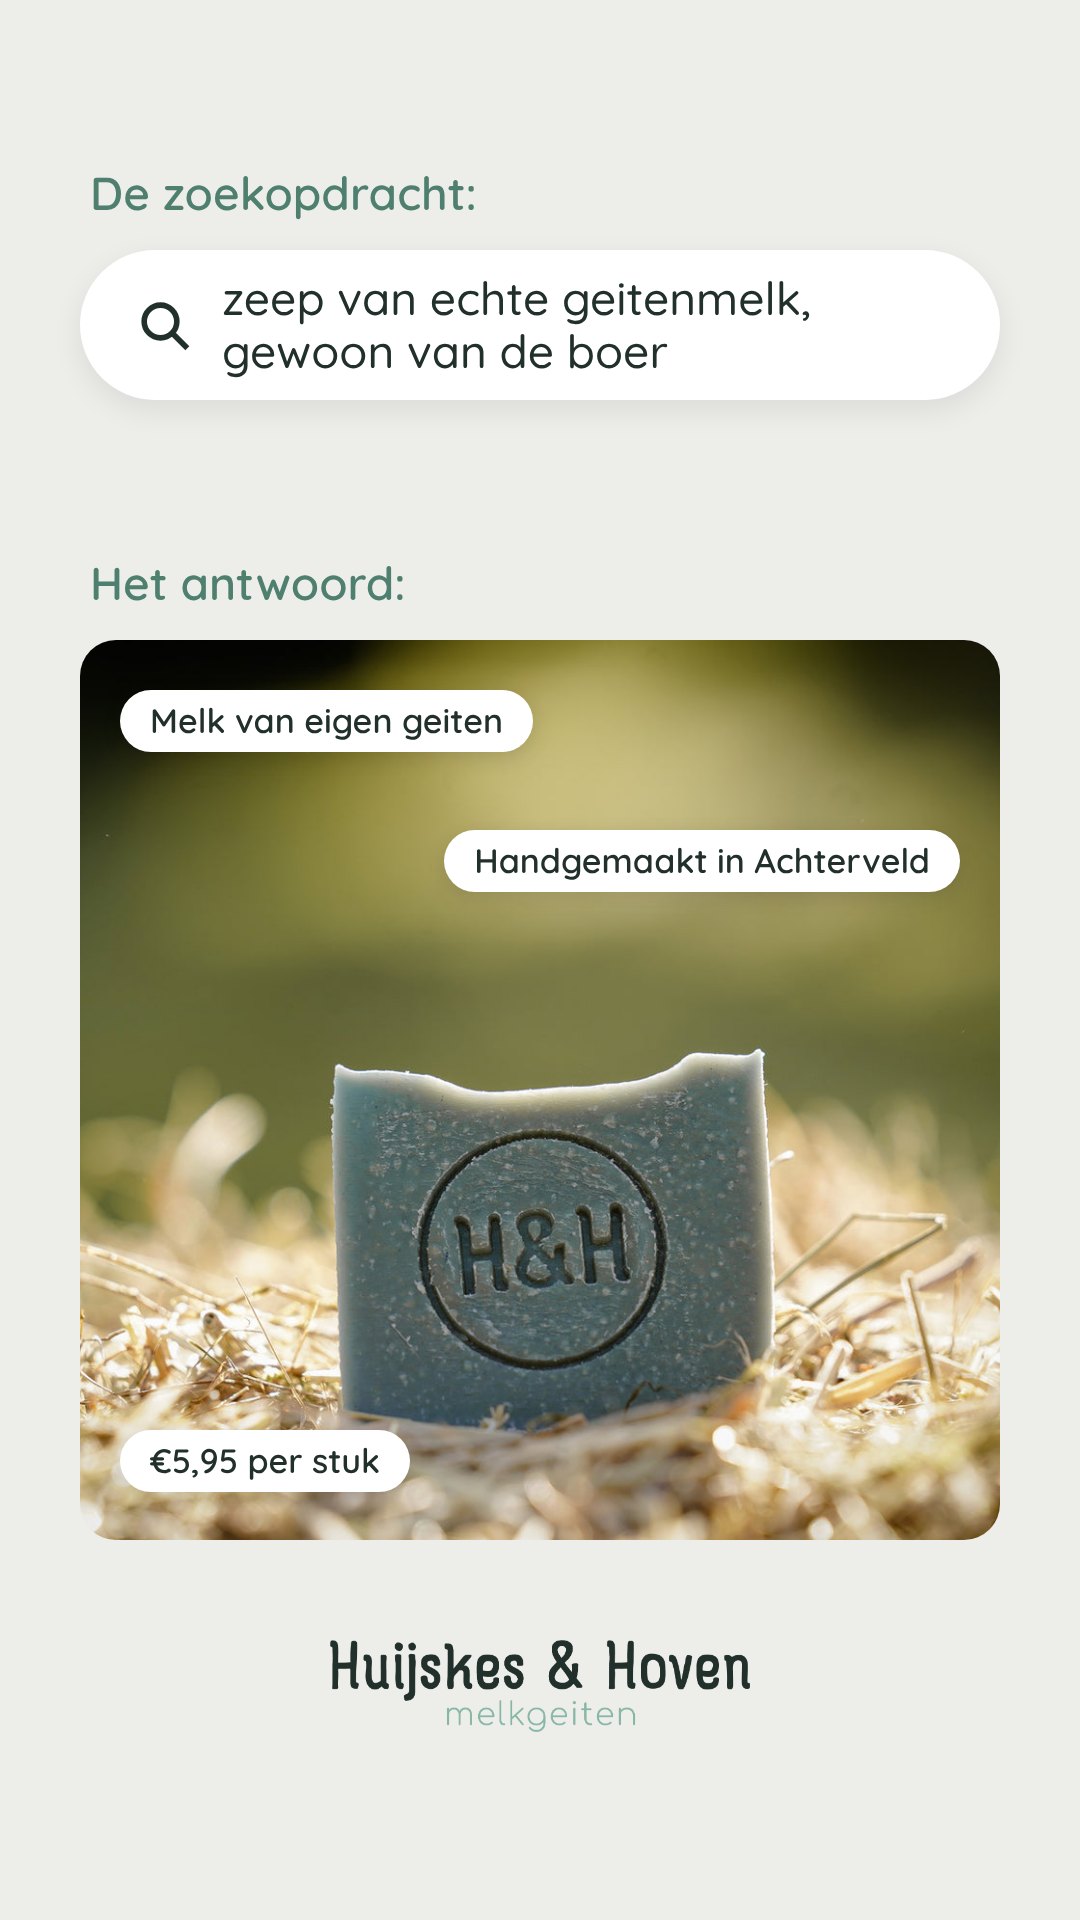 De zoekopdracht:
zeep van echte geitenmelk,
gewoon van de boer
Het antwoord:
Melk van eigen geiten
Handgemaakt in Achterveld
H&H
€5,95 per stuk
Huijskes & Hoven
melkgeiten